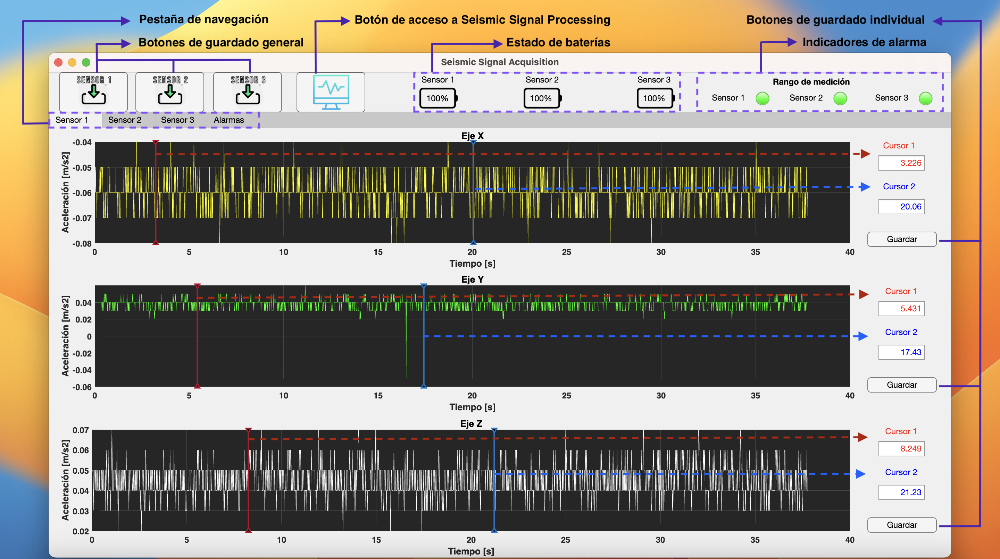 Pestaña de navegación
Botón de acceso a Seismic Signal Processing
Botones de guardado individual
Botones de guardado general
Estado de baterías
Indicadores de alarma
Seismic Signal Acquisition
SENSOR_1
SENSOR_2
SENSOR_3
Sensor 1
Sensor 2
Sensor 3
100%
100%
100%
Rango de medición
Sensor 1
Sensor 2
Sensor 3
Sensor 1
Sensor 2
Sensor 3
Alarmas
Eje X
Aceleración [m/s2]
-0.04
-0.05
-0.06
-0.07
-0.08
0 5 10 15 20 25 30 35 40
Tiempo [s]
Cursor 1
3.226
Cursor 2
20.06
Guardar
Eje Y
Aceleración [m/s2]
0.04
0.02
0
-0.02
-0.04
-0.06
0 5 10 15 20 25 30 35 40
Tiempo [s]
Cursor 1
5.431
Cursor 2
17.43
Guardar
Eje Z
Aceleración [m/s2]
0.07
0.06
0.05
0.04
0.03
0.02
0 5 10 15 20 25 30 35 40
Tiempo [s]
Cursor 1
8.249
Cursor 2
21.23
Guardar